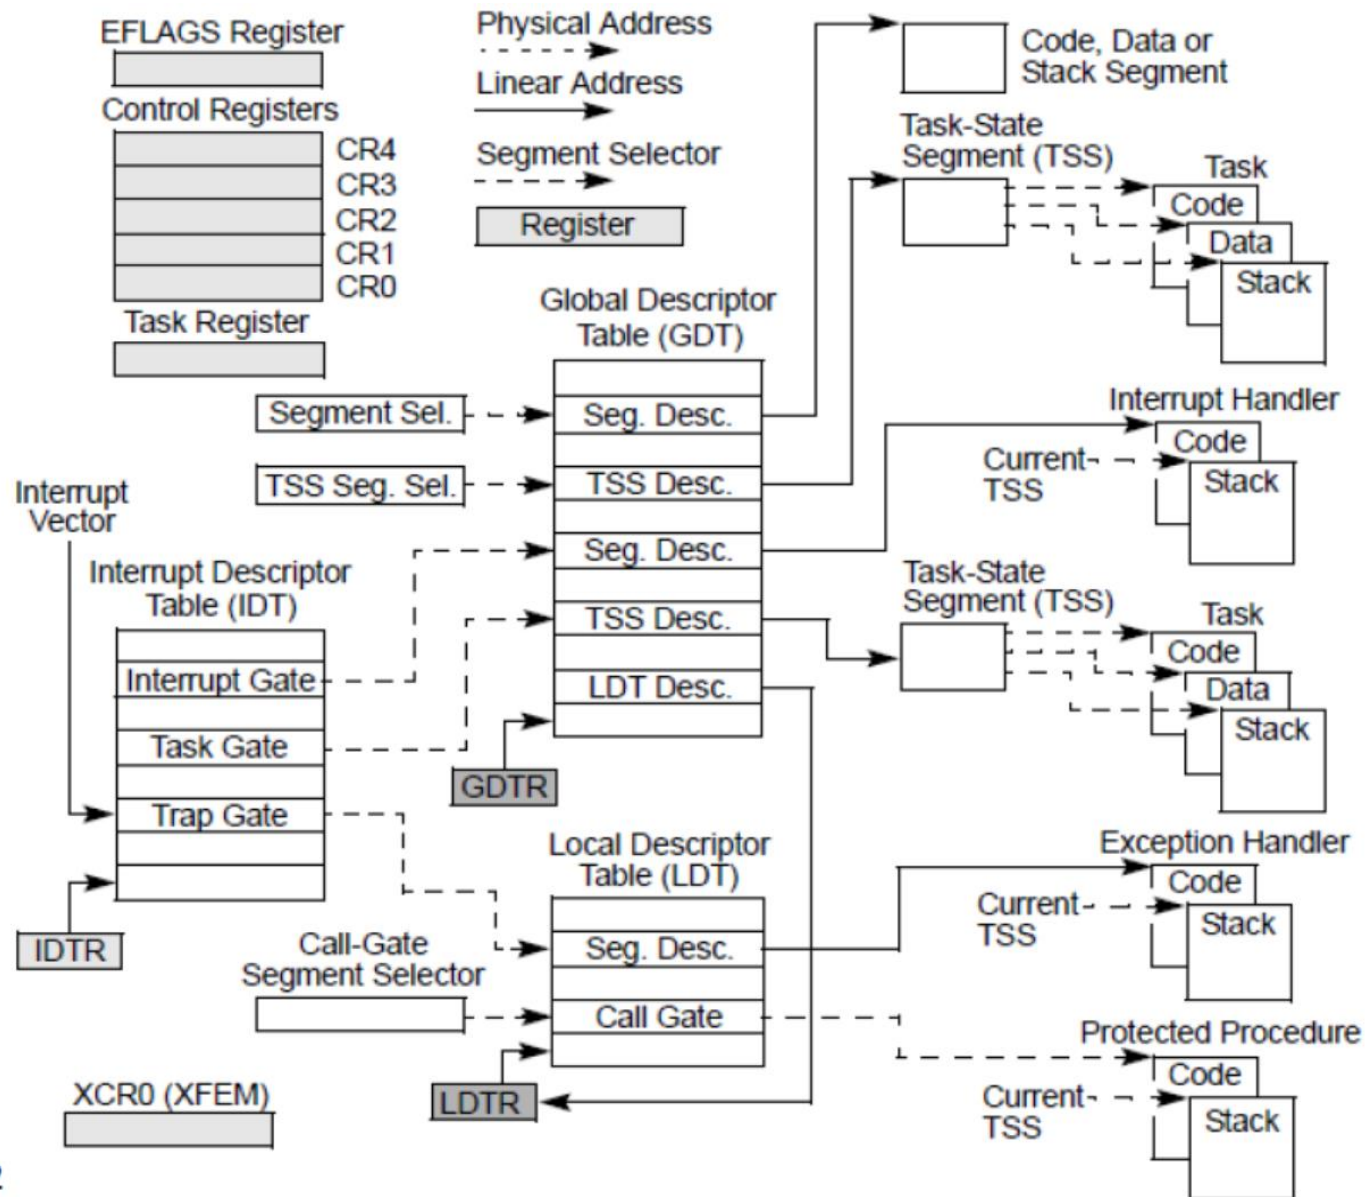 EFLAGS Register
Control Registers
CR4
CR3
CR2
CR1
CR0
Task Register
Physical Address
Linear Address
Segment Selector
Register
Code, Data or
Stack Segment
Task-State
Segment (TSS)
Task
Code
Data
Stack
Global Descriptor
Table (GDT)
Segment Sel.
Seg. Desc.
TSS Seg. Sel.
TSS Desc.
Seg. Desc.
TSS Desc.
LDT Desc.
GDTR
Interrupt Handler
Code
Current
TSS
Stack
Interrupt
Vector
Interrupt Descriptor
Table (IDT)
Interrupt Gate
Task Gate
Trap Gate
IDTR
Task-State
Segment (TSS)
Task
Code
Data
Stack
Local Descriptor
Table (LDT)
Call-Gate
Segment Selector
Seg. Desc.
Call Gate
LDTR
Exception Handler
Code
Current
TSS
Stack
Protected Procedure
Code
Current
TSS
Stack
XCR0 (XFEM)